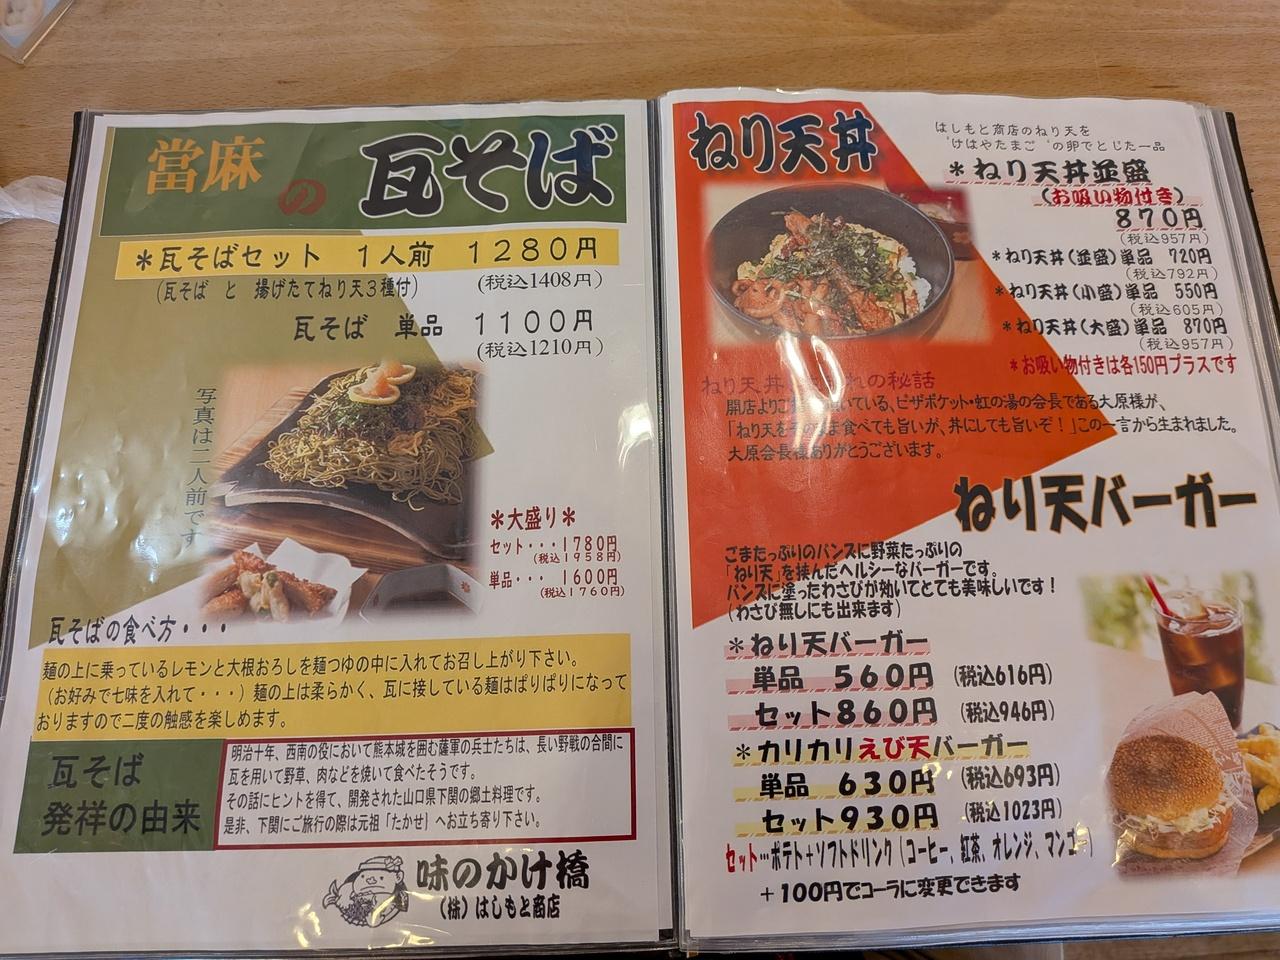 當麻の瓦そば
＊瓦そばセット 1人前 1280円
(瓦そば と 揚げたてねり天3種付) (税込1408円)
瓦そば 単品 1100円
(税込1210円)
写真は二人前です
＊大盛り＊
セット・・・1780円
(税込1958円)
単品・・・1600円
(税込1760円)
瓦そばの食べ方・・・
麺の上に乗っているレモンと大根おろしを麺つゆの中に入れてお召し上がり下さい。
(お好みで七味を入れて・・・) 麺の上は柔らかく、瓦に接している麺はぱりぱりになって
おりますので二度の触感を楽しめます。
瓦そば
発祥の由来
明治十年、西南の役において熊本城を囲む薩軍の兵士たちは、長い野戦の合間に
瓦を用いて野草、肉などを焼いて食べたそうです。
その話にヒントを得て、開発された山口県下関の郷土料理です。
是非、下関にご旅行の際は元祖「たかせ」へお立ち寄り下さい。
味のかけ橋
(株)はしもと商店
ねり天丼
はしもと商店のねり天を
"けはやたまご"の卵でとじた一品
＊ねり天丼並盛
(お吸い物付き)
870円
(税込957円)
＊ねり天丼(並盛)単品 720円
(税込792円)
＊ねり天丼(小盛)単品 550円
(税込605円)
＊ねり天丼(大盛)単品 870円
(税込957円)
＊お吸い物付きは各150円プラスです
ねり天丼 れの秘話
開店よりご いている、ピザポケット・虹の湯の会長である大原様が、
「ねり天をそのまま食べても旨いが、丼にしても旨いぞ！」この一言から生まれました。
大原会長様ありがとうございます。
ねり天バーガー
ごまたっぷりのバンズに野菜たっぷりの
「ねり天」を挟んだヘルシーなバーガーです。
バンズに塗ったわさびが効いてとても美味しいです！
(わさび無しにも出来ます)
＊ねり天バーガー
単品 560円 (税込616円)
セット860円 (税込946円)
＊カリカリえび天バーガー
単品 630円 (税込693円)
セット930円 (税込1023円)
セット…ポテト+ソフトドリンク(コーヒー、紅茶、オレンジ、マンゴー)
+100円でコーラに変更できます